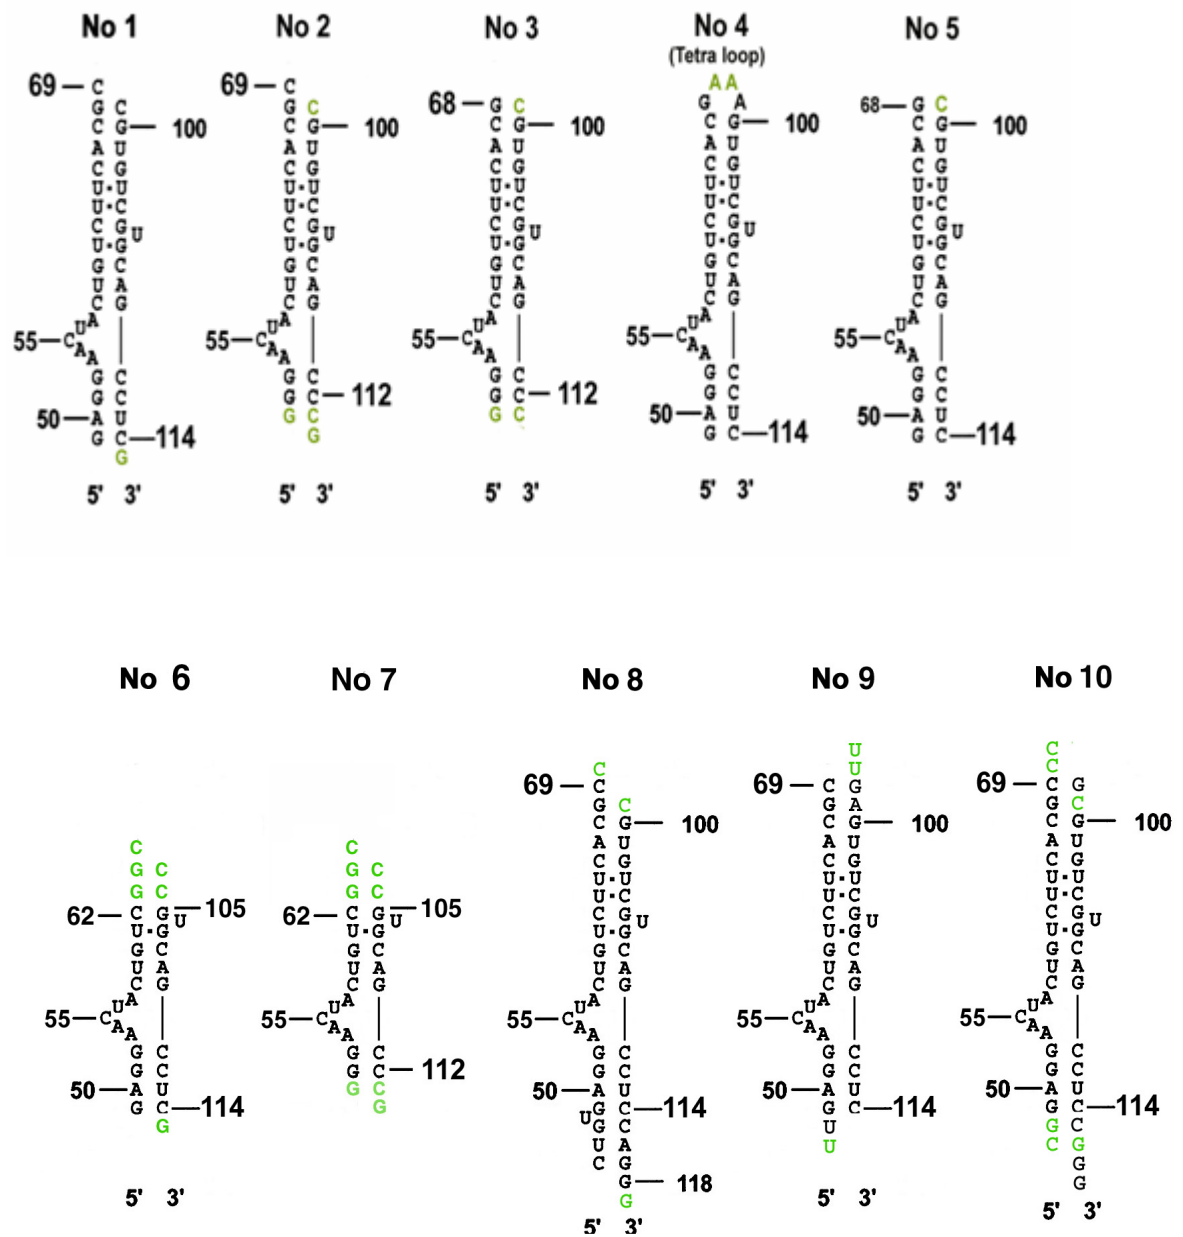 No 1
69 C
G C
C G 100
A U
C G
U·U
U·C
C G U
U·G
G C
U A
C G
A
U
55 C
A
A
G C
G C
50 A U
G C 114
G
5' 3'
No 2
69 C
G C
C G 100
A U
C G
U·U
U·C
C G U
U·G
G C
U A
C G
A
U
55 C
A
A
G C
G C 112
G C
G
5' 3'
No 3
68 G C
C G 100
A U
C G
U·U
U·C
C G U
U·G
G C
U A
C G
A
U
55 C
A
A
G C
G C 112
G C
5' 3'
No 4
(Tetra loop)
A A
G A
C G 100
A U
C G
U·U
U·C
C G U
U·G
G C
U A
C G
A
U
55 C
A
A
G C
G C
50 A U
G C 114
5' 3'
No 5
68 G C
C G 100
A U
C G
U·U
U·C
C G U
U·G
G C
U A
C G
A
U
55 C
A
A
G C
G C
50 A U
G C 114
5' 3'
No 6
C
G C
G C
62 C G U 105
U·G
G C
U A
C G
A
U
55 C
A
A
G C
G C
50 A U
G C 114
G
5' 3'
No 7
C
G C
G C
62 C G U 105
U·G
G C
U A
C G
A
U
55 C
A
A
G C
G C 112
G C
G
No 8
C
69 C
G C
C G 100
A U
C G
U·U
U·C
C G U
U·G
G C
U A
C G
A
U
55 C
A
A
G C
G C
50 A U
G C 114
U C
G A
U G
C G 118
G
5' 3'
No 9
U
U
69 C G
G A
C G 100
A U
C G
U·U
U·C
C G U
U·G
G C
U A
C G
A
U
55 C
A
A
G C
G C
50 A U
G C 114
U
U
5' 3'
No 10
C
C
69 C G
G C
C G 100
A U
C G
U·U
U·C
C G U
U·G
G C
U A
C G
A
U
55 C
A
A
G C
G C
50 A U
G C 114
G C
C G
G
G
5' 3'